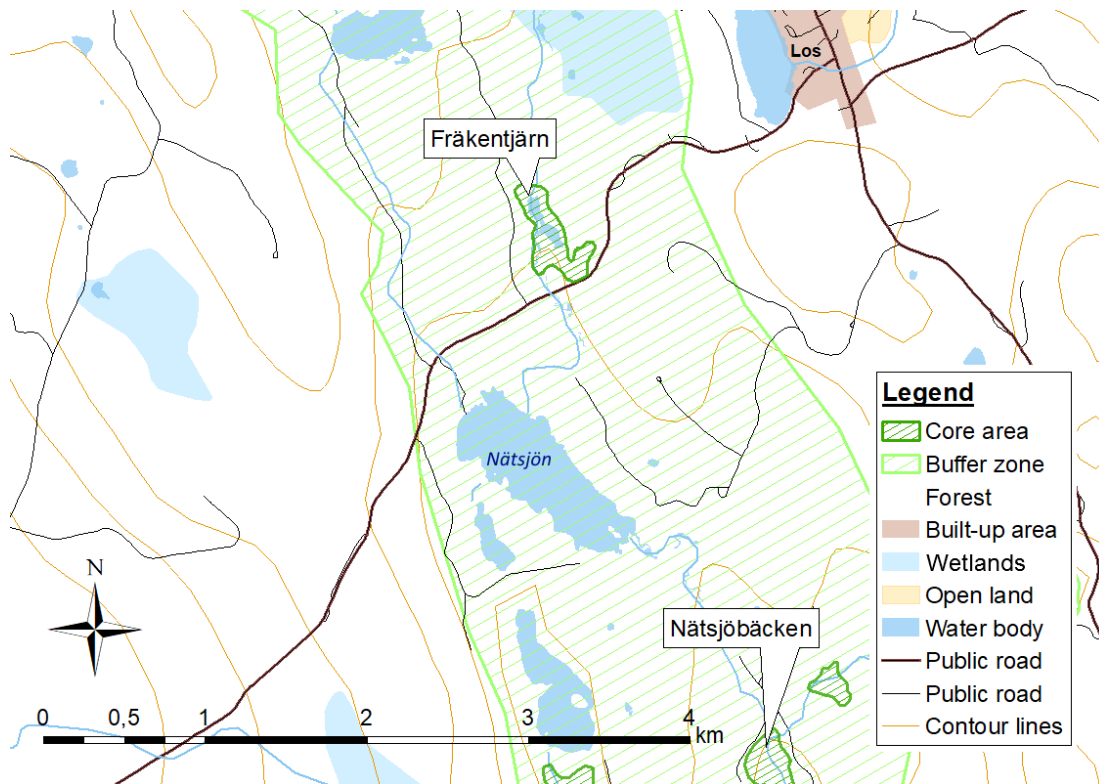 Los
Fräkentjärn
Nätsjön
Nätsjöbäcken
N
0 0,5 1 2 3 4 km
Legend
Core area
Buffer zone
Forest
Built-up area
Wetlands
Open land
Water body
Public road
Public road
Contour lines